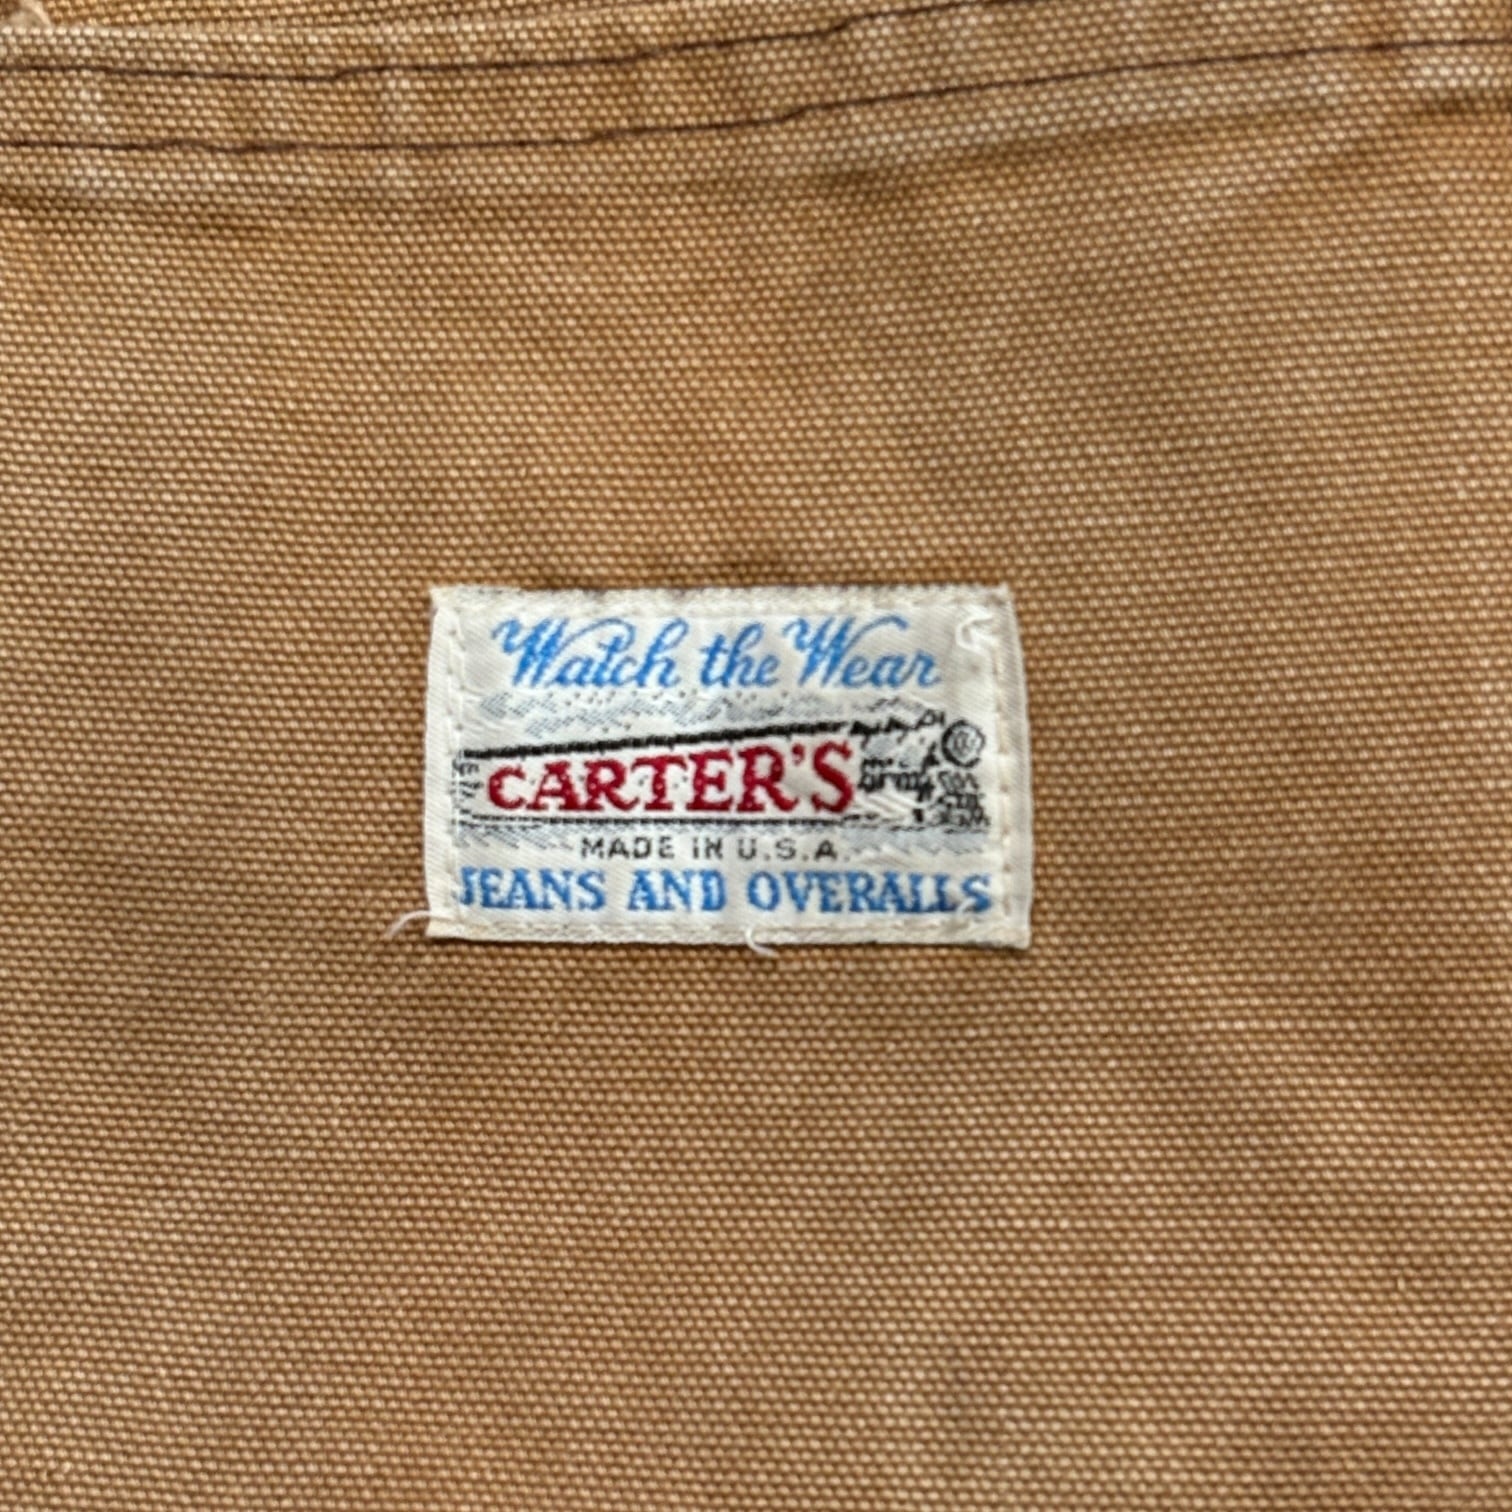 Watch the Wear
CARTER'S
MADE IN U.S.A.
JEANS AND OVERALLS